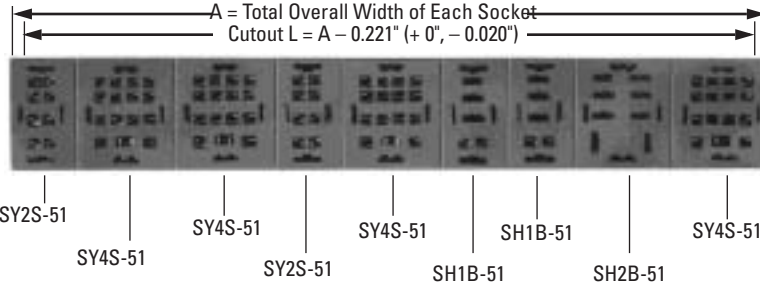 A = Total Overall Width of Each Socket
Cutout L = A – 0.221" (+ 0", – 0.020")
SY2S-51
SY4S-51
SY4S-51
SY2S-51
SY4S-51
SH1B-51
SH1B-51
SH2B-51
SY4S-51